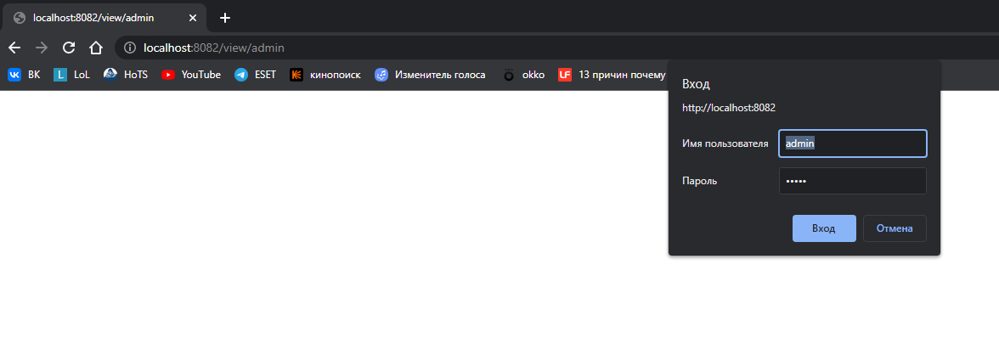 localhost:8082/view/admin
localhost:8082/view/admin
ВК LoL HoTS YouTube ESET кинопоиск Изменитель голоса okko LF 13 причин почему
Вход
http://localhost:8082
Имя пользователя admin
Пароль •••••
Вход Отмена